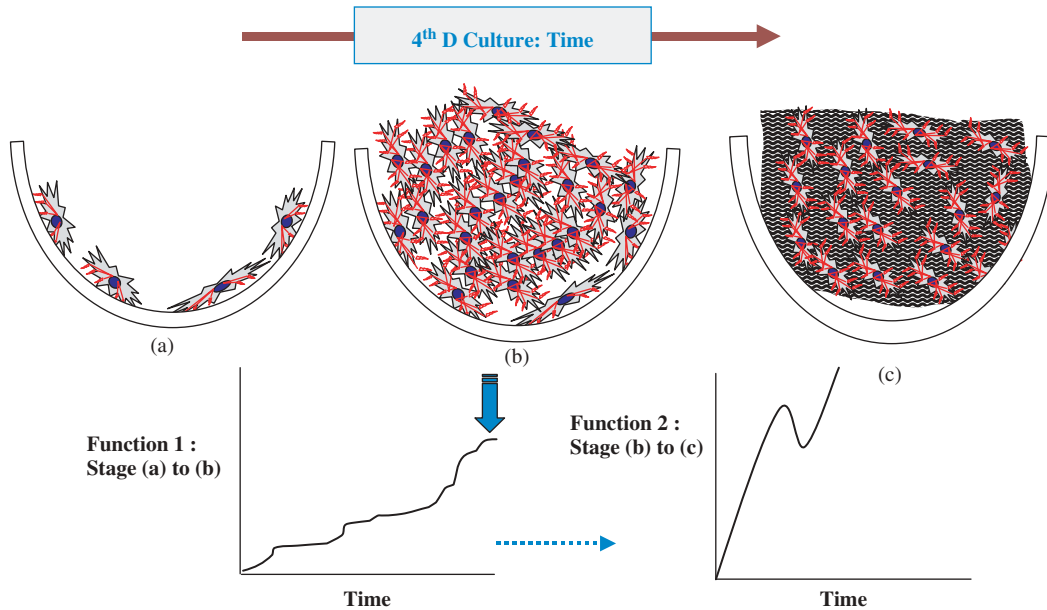 4th D Culture: Time
(a)
(b)
(c)
Function 1 :
Stage (a) to (b)
Function 2 :
Stage (b) to (c)
Time
Time